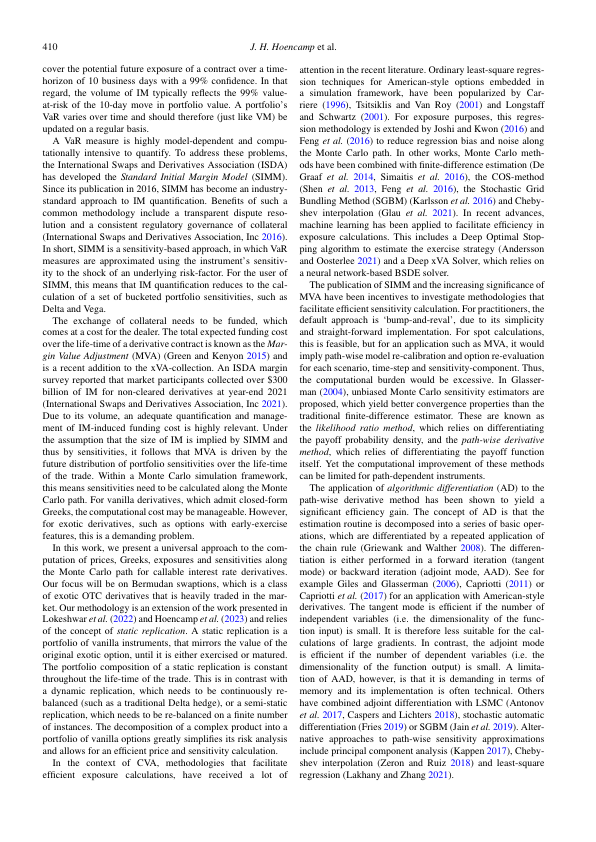 410
J. H. Hoencamp et al.
cover the potential future exposure of a contract over a time-
horizon of 10 business days with a 99% confidence. In that
regard, the volume of IM typically reflects the 99% value-
at-risk of the 10-day move in portfolio value. A portfolio's
VaR varies over time and should therefore (just like VM) be
updated on a regular basis.
A VaR measure is highly model-dependent and compu-
tationally intensive to quantify. To address these problems,
the International Swaps and Derivatives Association (ISDA)
has developed the Standard Initial Margin Model (SIMM).
Since its publication in 2016, SIMM has become an industry-
standard approach to IM quantification. Benefits of such a
common methodology include a transparent dispute reso-
lution and a consistent regulatory governance of collateral
(International Swaps and Derivatives Association, Inc 2016).
In short, SIMM is a sensitivity-based approach, in which VaR
measures are approximated using the instrument's sensitiv-
ity to the shock of an underlying risk-factor. For the user of
SIMM, this means that IM quantification reduces to the cal-
culation of a set of bucketed portfolio sensitivities, such as
Delta and Vega.
The exchange of collateral needs to be funded, which
comes at a cost for the dealer. The total expected funding cost
over the life-time of a derivative contract is known as the Mar-
gin Value Adjustment (MVA) (Green and Kenyon 2015) and
is a recent addition to the xVA-collection. An ISDA margin
survey reported that market participants collected over $300
billion of IM for non-cleared derivatives at year-end 2021
(International Swaps and Derivatives Association, Inc 2021).
Due to its volume, an adequate quantification and manage-
ment of IM-induced funding cost is highly relevant. Under
the assumption that the size of IM is implied by SIMM and
thus by sensitivities, it follows that MVA is driven by the
future distribution of portfolio sensitivities over the life-time
of the trade. Within a Monte Carlo simulation framework,
this means sensitivities need to be calculated along the Monte
Carlo path. For vanilla derivatives, which admit closed-form
Greeks, the computational cost may be manageable. However,
for exotic derivatives, such as options with early-exercise
features, this is a demanding problem.
In this work, we present a universal approach to the com-
putation of prices, Greeks, exposures and sensitivities along
the Monte Carlo path for callable interest rate derivatives.
Our focus will be on Bermudan swaptions, which is a class
of exotic OTC derivatives that is heavily traded in the mar-
ket. Our methodology is an extension of the work presented in
Lokeshwar et al. (2022) and Hoencamp et al. (2023) and relies
of the concept of static replication. A static replication is a
portfolio of vanilla instruments, that mirrors the value of the
original exotic option, until it is either exercised or matured.
The portfolio composition of a static replication is constant
throughout the life-time of the trade. This is in contrast with
a dynamic replication, which needs to be continuously re-
balanced (such as a traditional Delta hedge), or a semi-static
replication, which needs to be re-balanced on a finite number
of instances. The decomposition of a complex product into a
portfolio of vanilla options greatly simplifies its risk analysis
and allows for an efficient price and sensitivity calculation.
In the context of CVA, methodologies that facilitate
efficient exposure calculations, have received a lot of
attention in the recent literature. Ordinary least-square regres-
sion techniques for American-style options embedded in
a simulation framework, have been popularized by Car-
riere (1996), Tsitsiklis and Van Roy (2001) and Longstaff
and Schwartz (2001). For exposure purposes, this regres-
sion methodology is extended by Joshi and Kwon (2016) and
Feng et al. (2016) to reduce regression bias and noise along
the Monte Carlo path. In other works, Monte Carlo meth-
ods have been combined with finite-difference estimation (De
Graaf et al. 2014, Simaitis et al. 2016), the COS-method
(Shen et al. 2013, Feng et al. 2016), the Stochastic Grid
Bundling Method (SGBM) (Karlsson et al. 2016) and Cheby-
shev interpolation (Glau et al. 2021). In recent advances,
machine learning has been applied to facilitate efficiency in
exposure calculations. This includes a Deep Optimal Stop-
ping algorithm to estimate the exercise strategy (Andersson
and Oosterlee 2021) and a Deep xVA Solver, which relies on
a neural network-based BSDE solver.
The publication of SIMM and the increasing significance of
MVA have been incentives to investigate methodologies that
facilitate efficient sensitivity calculation. For practitioners, the
default approach is 'bump-and-reval', due to its simplicity
and straight-forward implementation. For spot calculations,
this is feasible, but for an application such as MVA, it would
imply path-wise model re-calibration and option re-evaluation
for each scenario, time-step and sensitivity-component. Thus,
the computational burden would be excessive. In Glasser-
man (2004), unbiased Monte Carlo sensitivity estimators are
proposed, which yield better convergence properties than the
traditional finite-difference estimator. These are known as
the likelihood ratio method, which relies on differentiating
the payoff probability density, and the path-wise derivative
method, which relies of differentiating the payoff function
itself. Yet the computational improvement of these methods
can be limited for path-dependent instruments.
The application of algorithmic differentiation (AD) to the
path-wise derivative method has been shown to yield a
significant efficiency gain. The concept of AD is that the
estimation routine is decomposed into a series of basic oper-
ations, which are differentiated by a repeated application of
the chain rule (Griewank and Walther 2008). The differen-
tiation is either performed in a forward iteration (tangent
mode) or backward iteration (adjoint mode, AAD). See for
example Giles and Glasserman (2006), Capriotti (2011) or
Capriotti et al. (2017) for an application with American-style
derivatives. The tangent mode is efficient if the number of
independent variables (i.e. the dimensionality of the func-
tion input) is small. It is therefore less suitable for the cal-
culations of large gradients. In contrast, the adjoint mode
is efficient if the number of dependent variables (i.e. the
dimensionality of the function output) is small. A limita-
tion of AAD, however, is that it is demanding in terms of
memory and its implementation is often technical. Others
have combined adjoint differentiation with LSMC (Antonov
et al. 2017, Caspers and Lichters 2018), stochastic automatic
differentiation (Fries 2019) or SGBM (Jain et al. 2019). Alter-
native approaches to path-wise sensitivity approximations
include principal component analysis (Kappen 2017), Cheby-
shev interpolation (Zeron and Ruiz 2018) and least-square
regression (Lakhany and Zhang 2021).